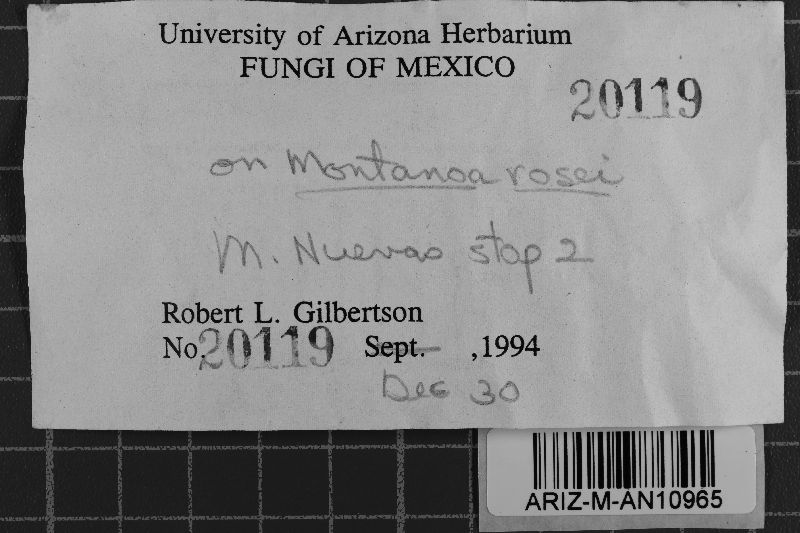 University of Arizona Herbarium
FUNGI OF MEXICO
20119
on Montanoa rosei
M. Nuevas stop 2
Robert L. Gilbertson
No. 20119 Sept. ,1994
Dec 30
ARIZ-M-AN10965